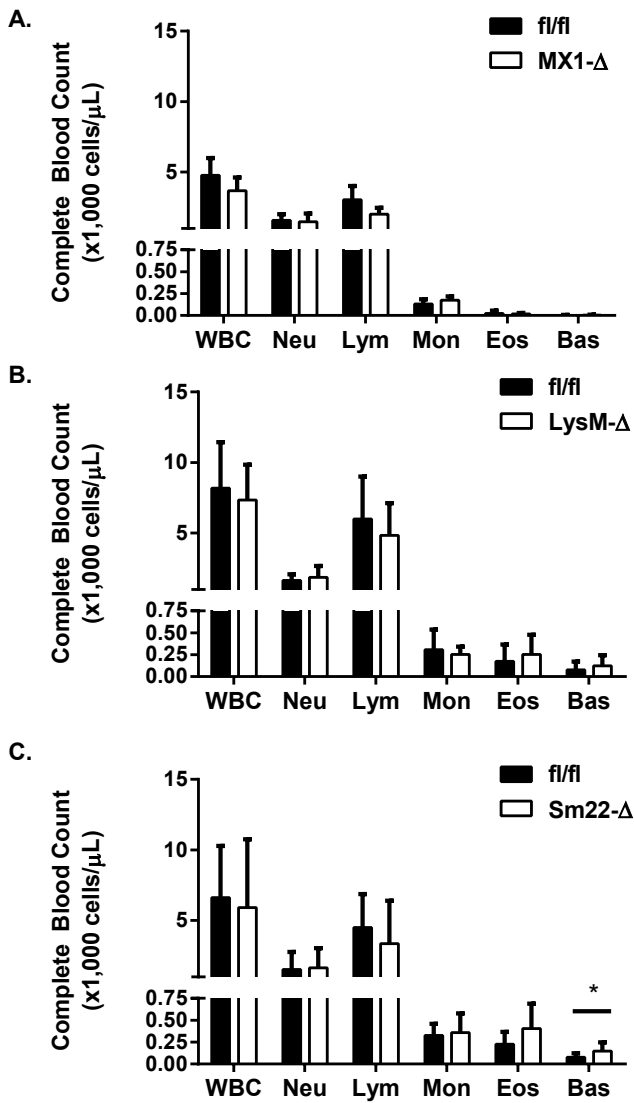 A.
fl/fl
MX1-Δ
Complete Blood Count
(x1,000 cells/μL)
15
10
5
0.75
0.50
0.25
0.00
WBC Neu Lym Mon Eos Bas
B.
fl/fl
LysM-Δ
Complete Blood Count
(x1,000 cells/μL)
15
10
5
0.75
0.50
0.25
0.00
WBC Neu Lym Mon Eos Bas
C.
fl/fl
Sm22-Δ
Complete Blood Count
(x1,000 cells/μL)
15
10
5
0.75
0.50
0.25
0.00
*
WBC Neu Lym Mon Eos Bas